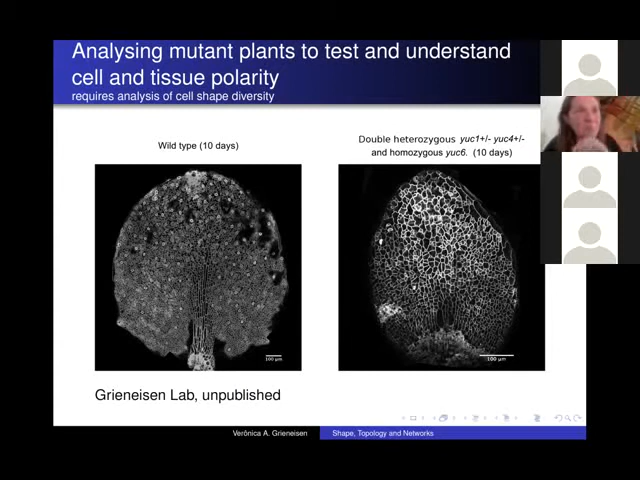 Analysing mutant plants to test and understand
cell and tissue polarity
requires analysis of cell shape diversity
Wild type (10 days)
Double heterozygous yuc1+/- yuc4+/-
and homozygous yuc6. (10 days)
100 μm
100 μm
Grieneisen Lab, unpublished
Verônica A. Grieneisen
Shape, Topology and Networks